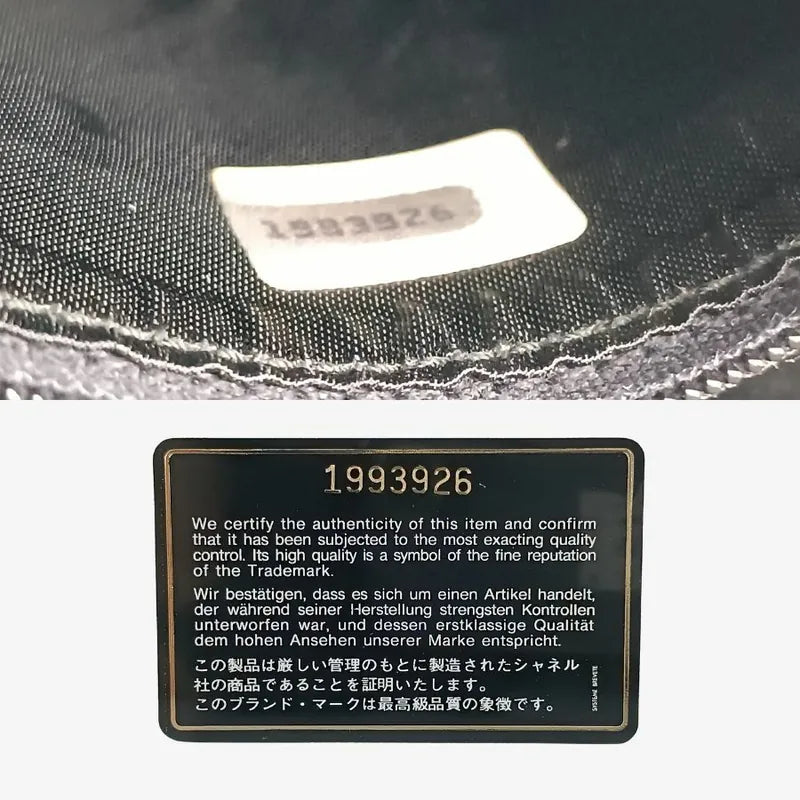 1993926
1993926
We certify the authenticity of this item and confirm
that it has been subjected to the most exacting quality
control. Its high quality is a symbol of the fine reputation
of the Trademark.
Wir bestätigen, dass es sich um einen Artikel handelt,
der während seiner Herstellung strengsten Kontrollen
unterworfen war, und dessen erstklassige Qualität
dem hohen Ansehen unserer Marke entspricht.
この製品は厳しい管理のもとに製造されたシャネル
社の商品であることを証明いたします。
このブランド・マークは最高級品質の象徴です。
SYSTEME BREVETE